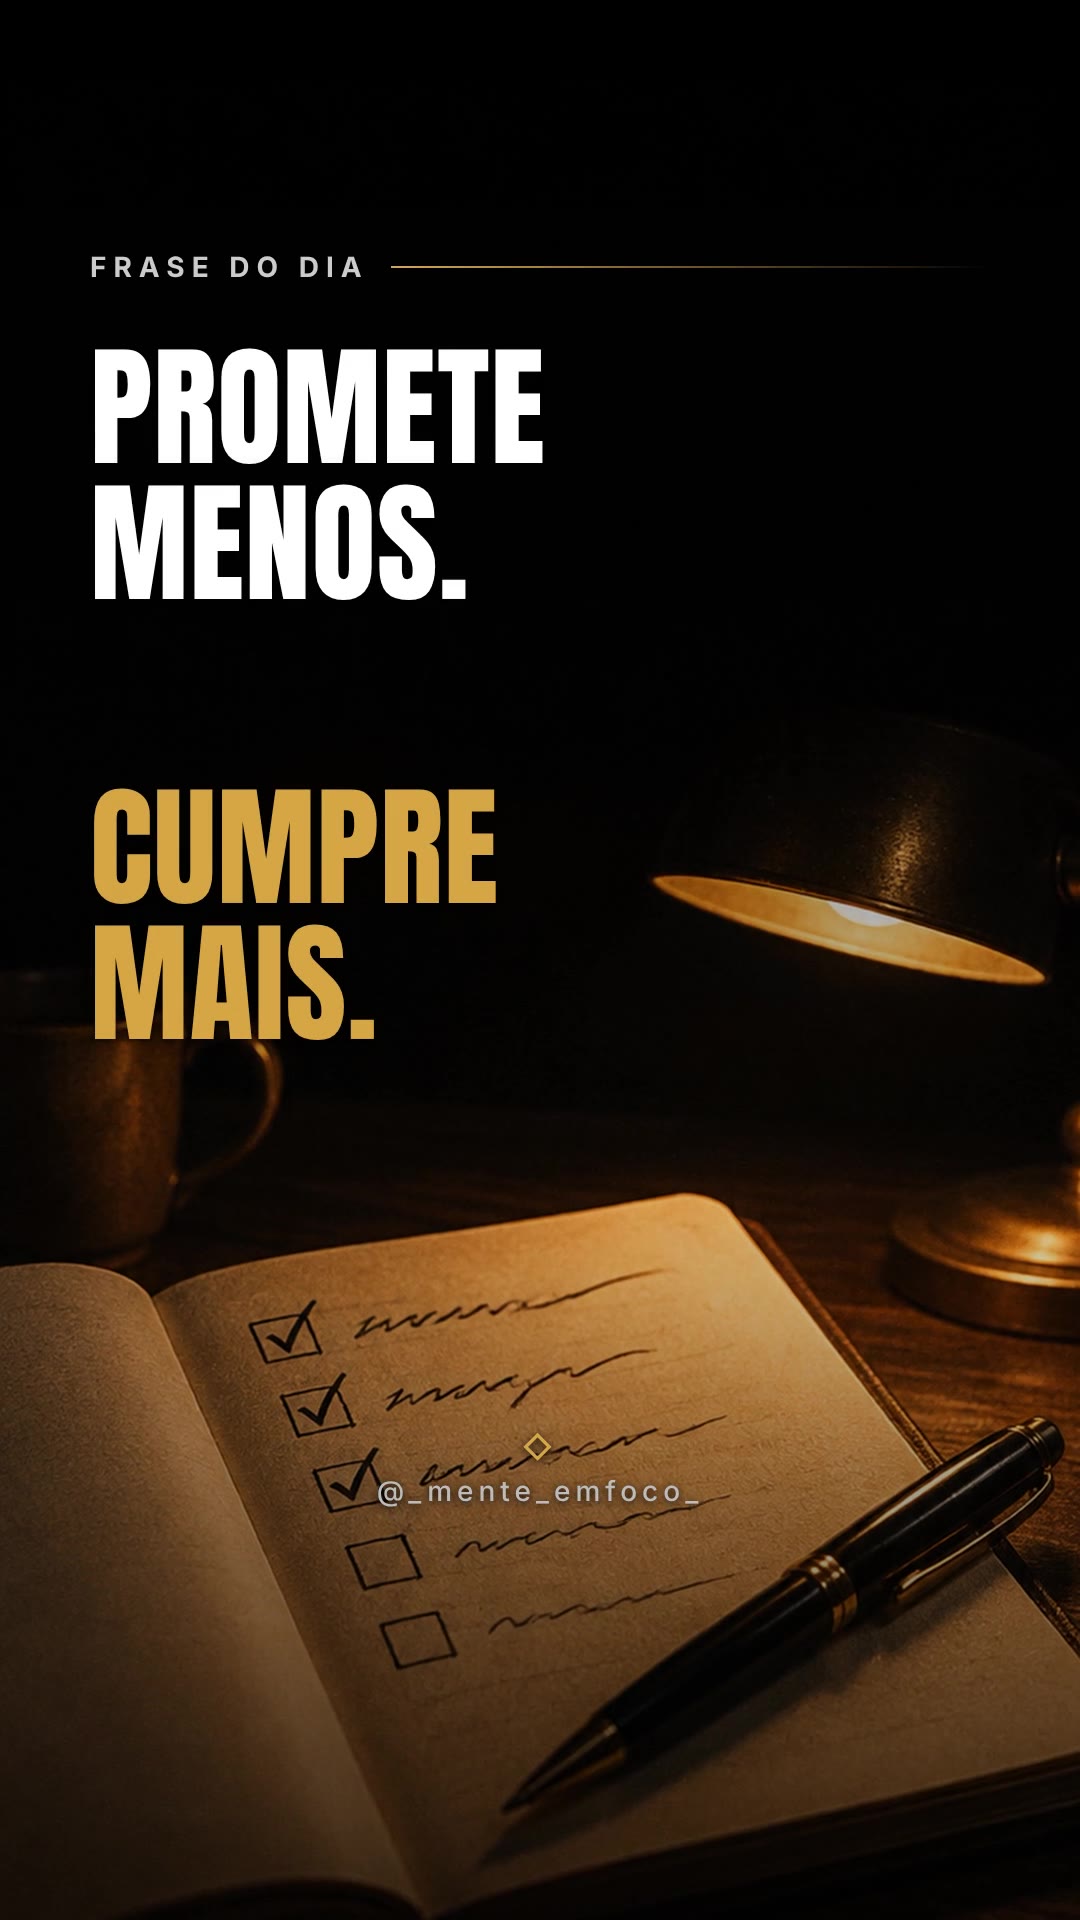 FRASE DO DIA
PROMETE
MENOS.
CUMPRE
MAIS.
@_mente_emfoco_